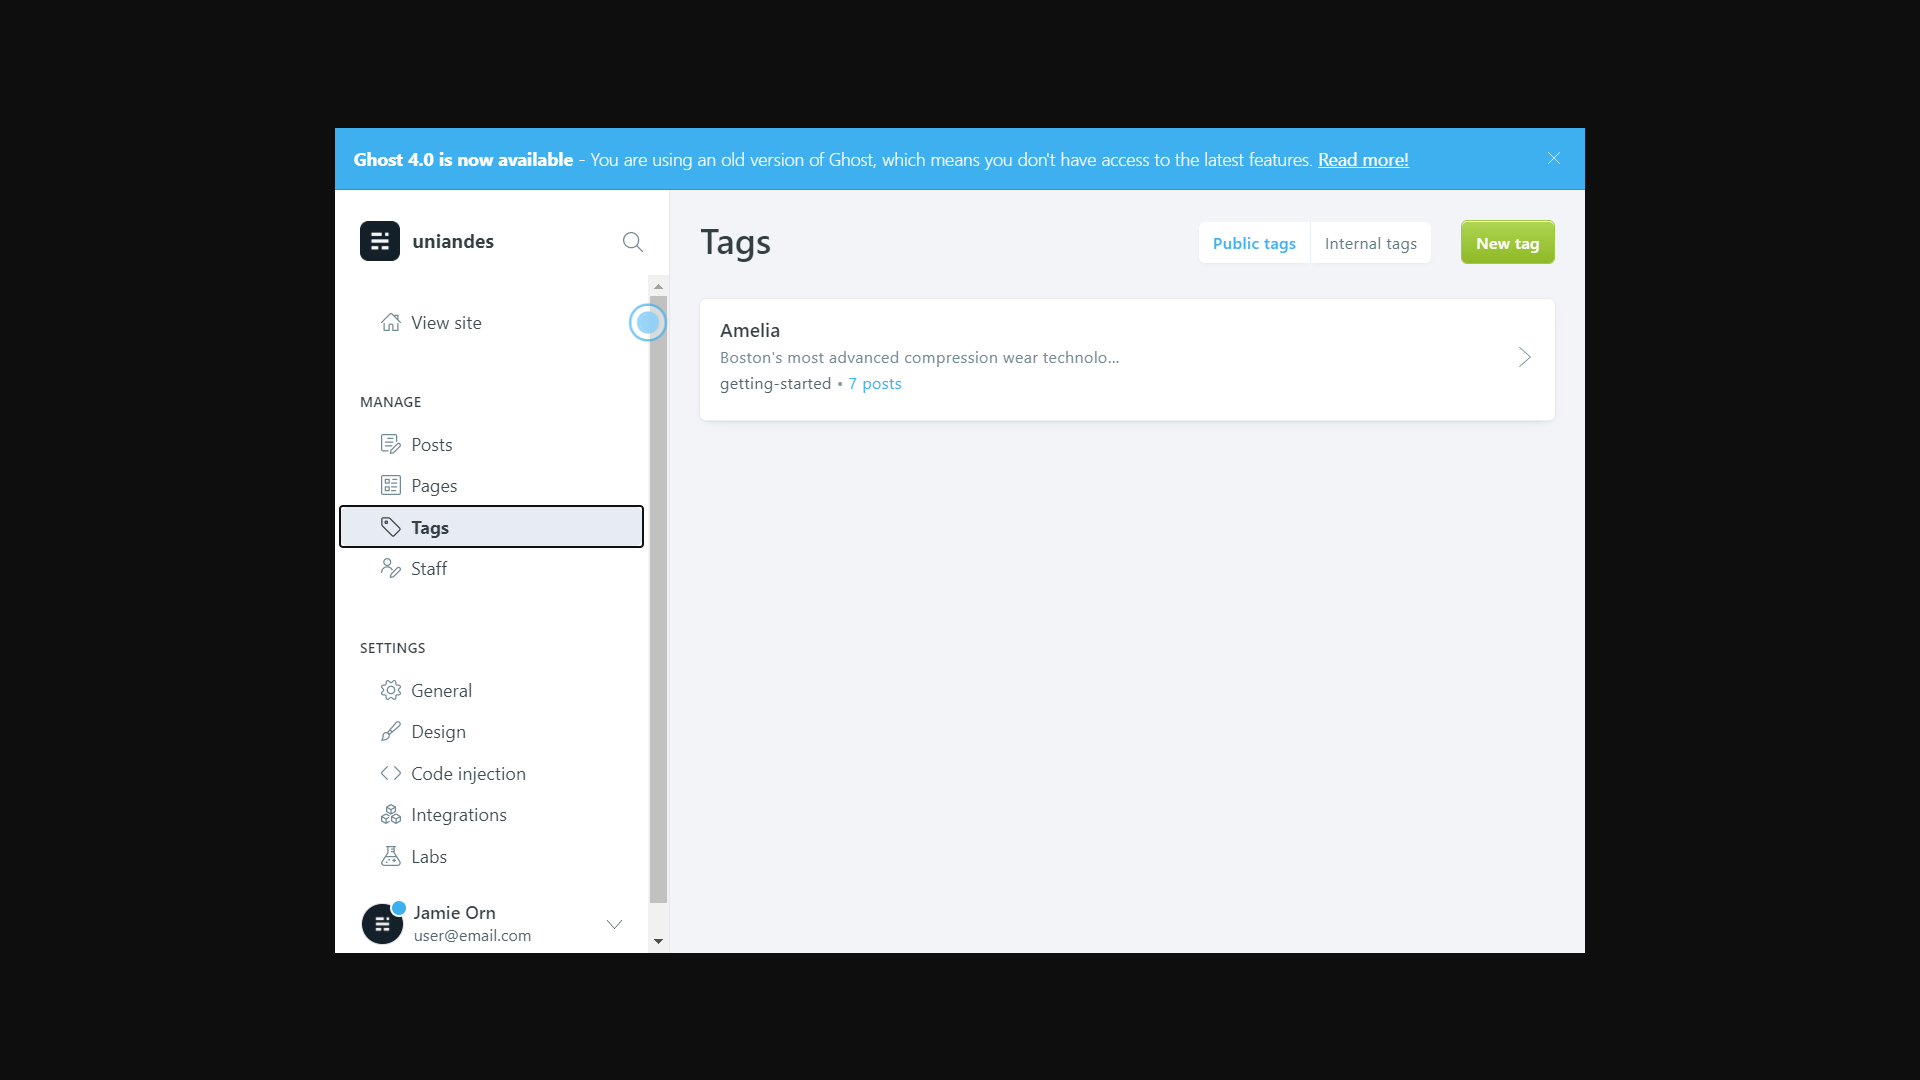 Ghost 4.0 is now available - You are using an old version of Ghost, which means you don't have access to the latest features. Read more!
uniandes
View site
MANAGE
Posts
Pages
Tags
Staff
SETTINGS
General
Design
Code injection
Integrations
Labs
Jamie Orn
user@email.com
Tags
Public tags
Internal tags
New tag
Amelia
Boston's most advanced compression wear technolo...
getting-started • 7 posts